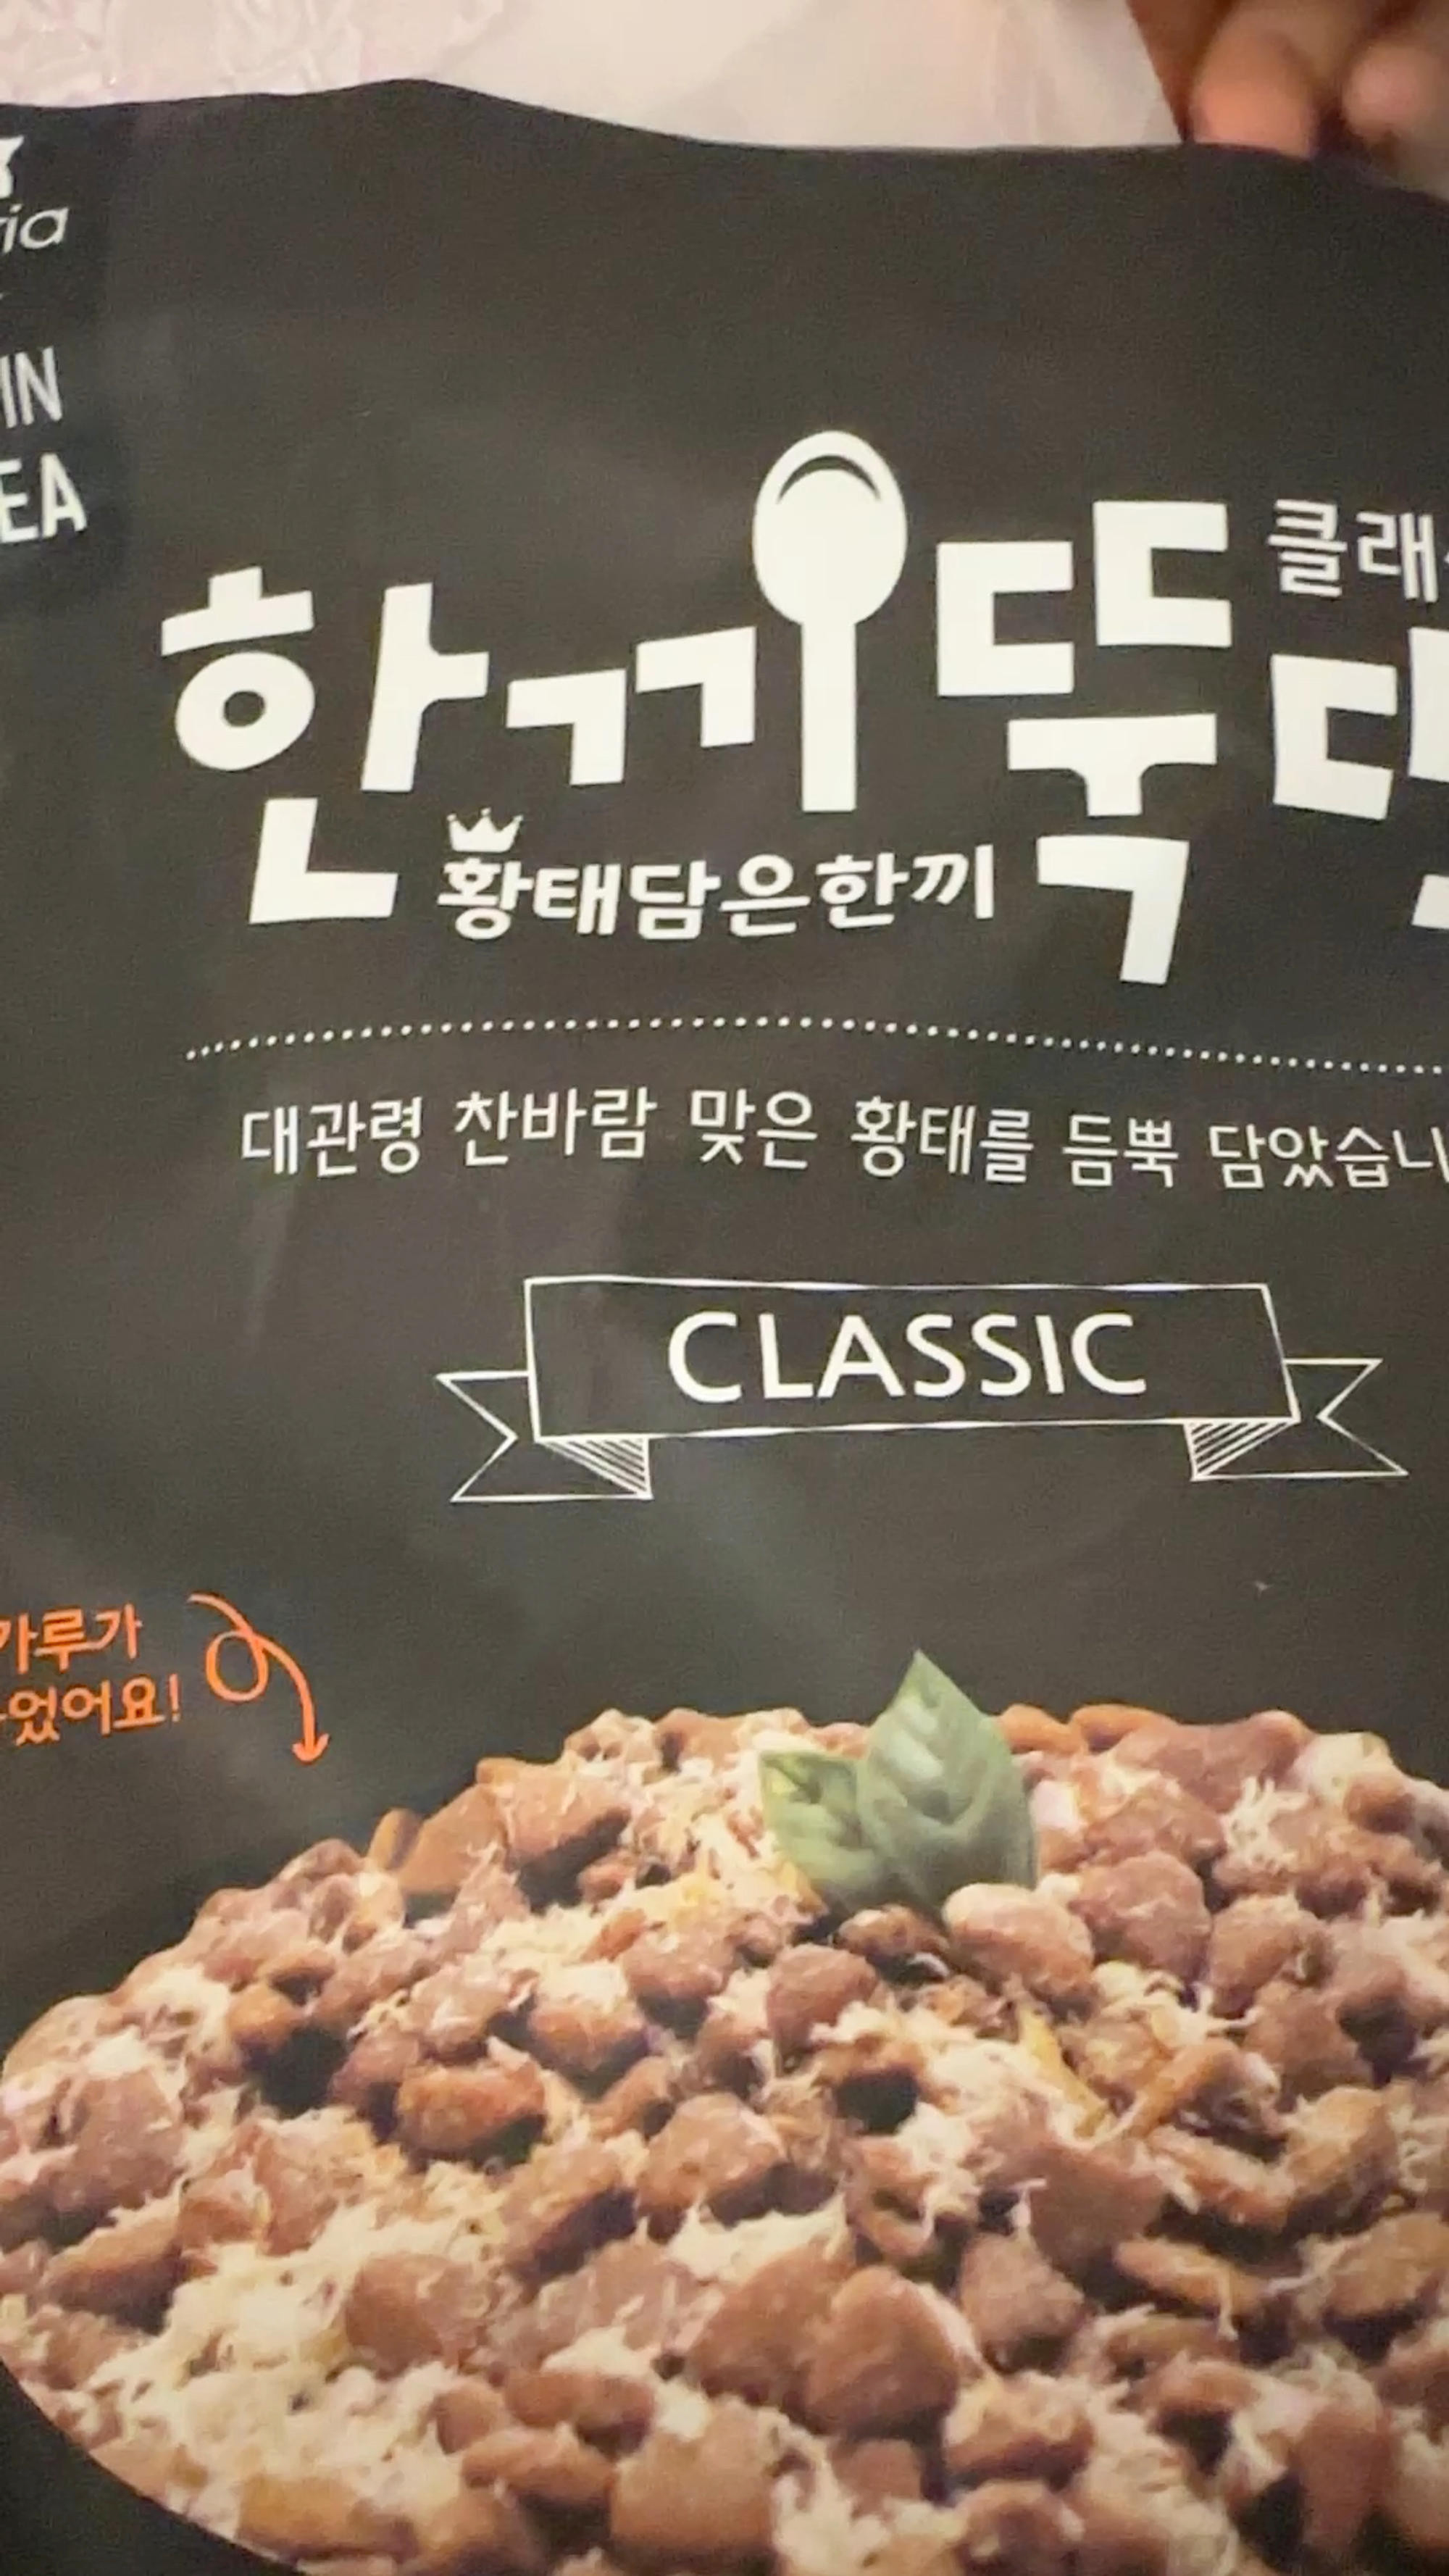 ria
IN
EA
클래
한끼뚝딱
황태담은한끼
대관령 찬바람 맞은 황태를 듬뿍 담았습니
CLASSIC
가루가
었어요!